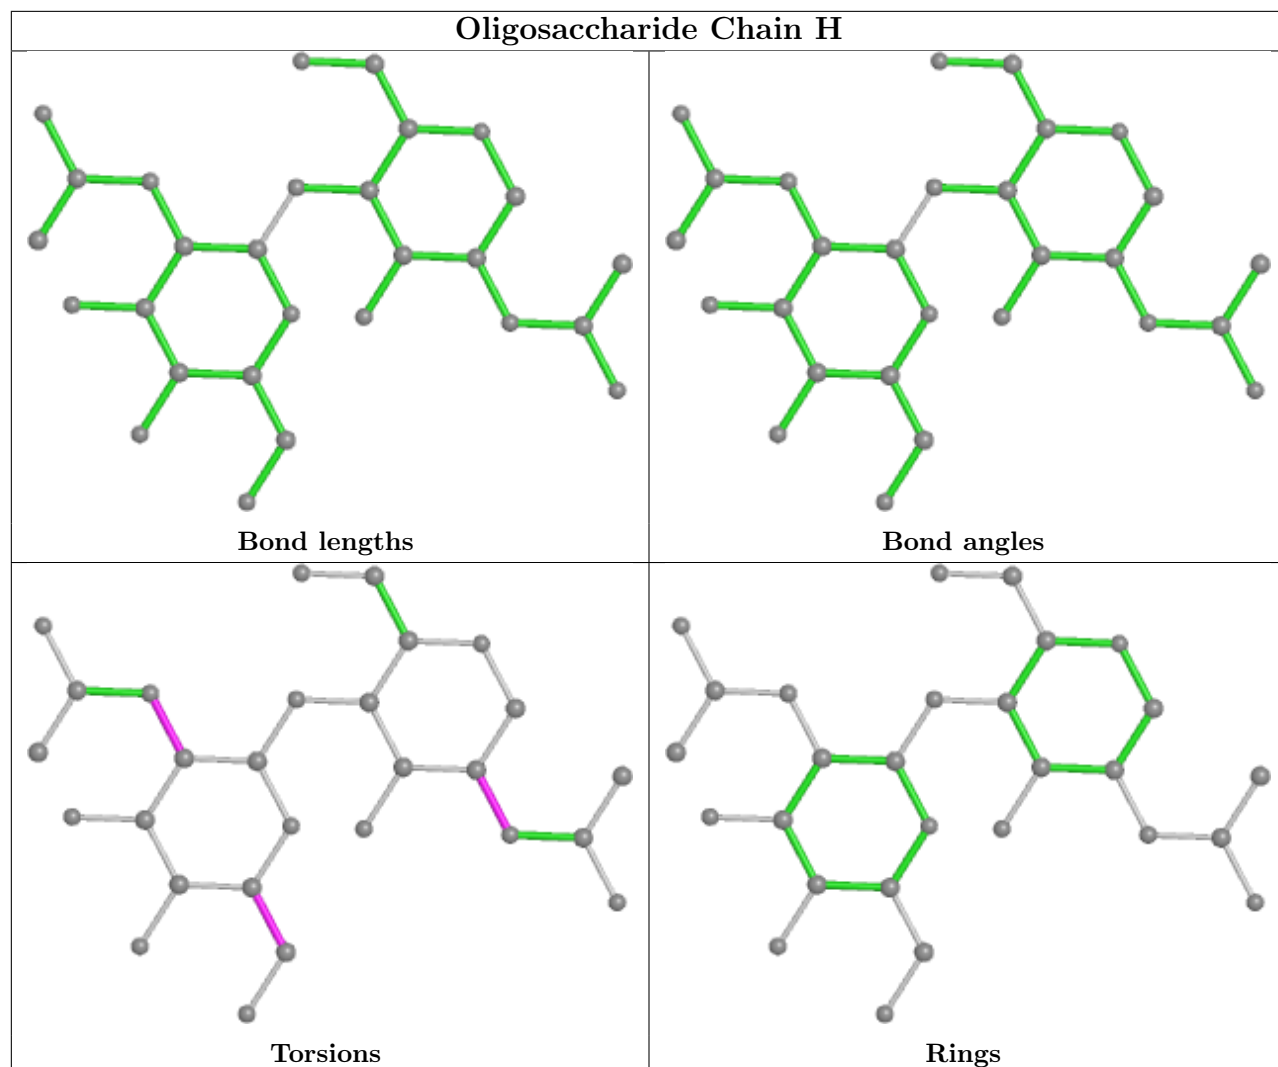 Oligosaccharide Chain H
Bond lengths
Bond angles
Torsions
Rings